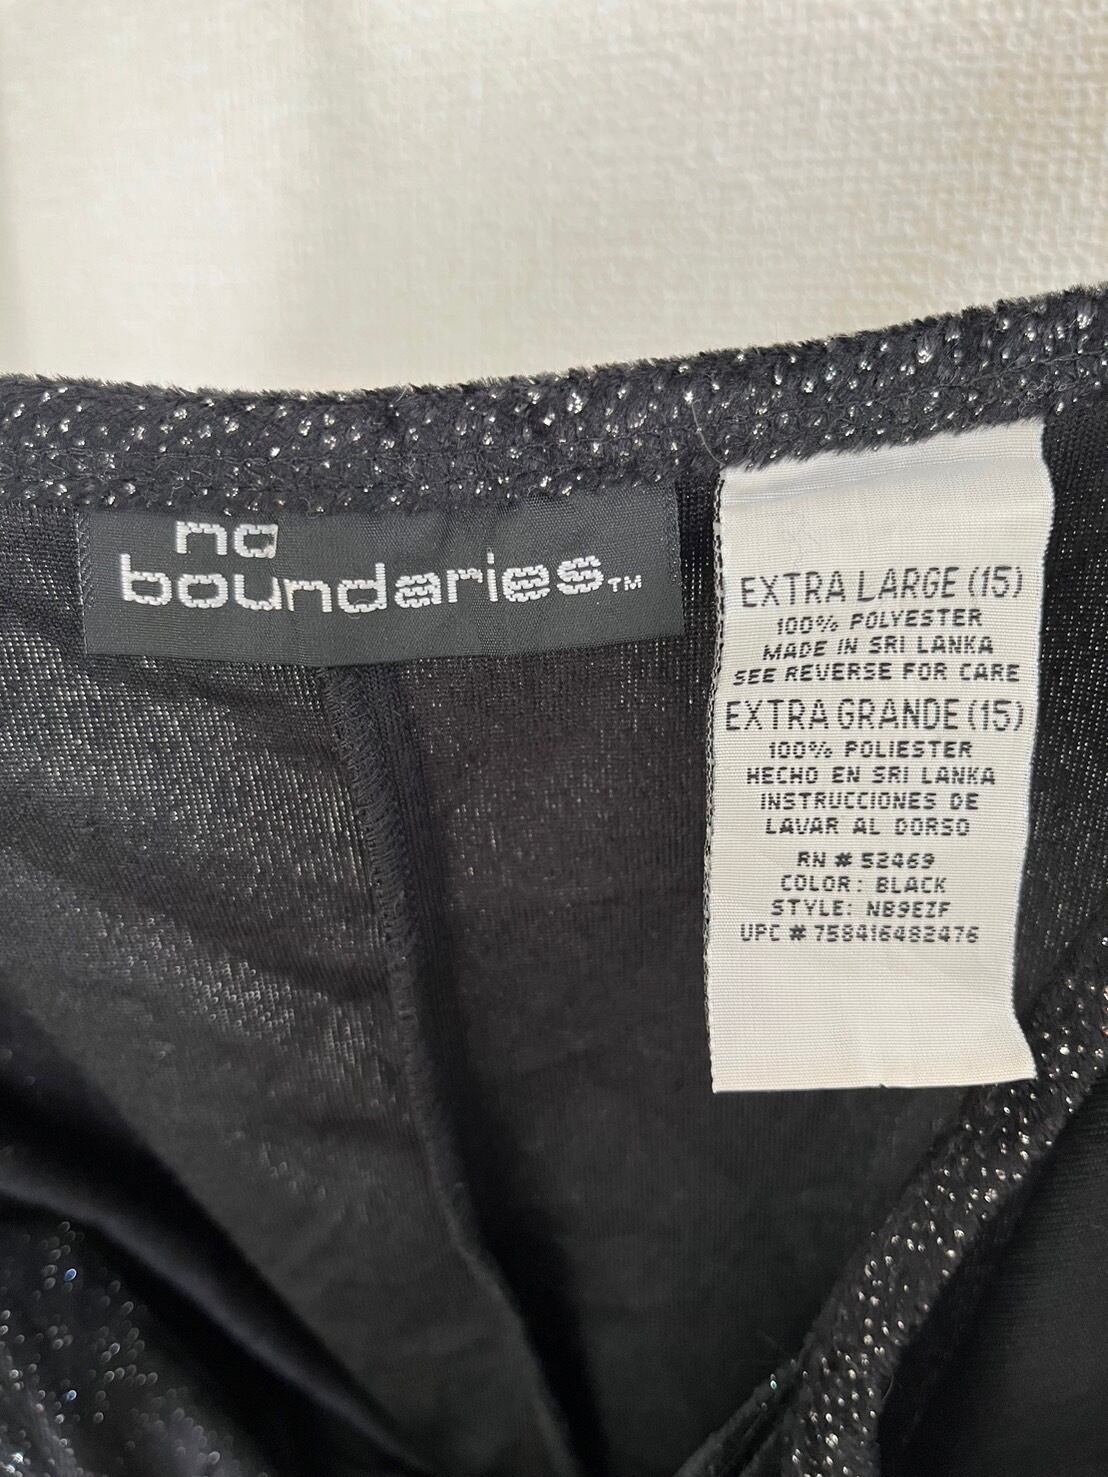 no
boundaries™
EXTRA LARGE (15)
100% POLYESTER
MADE IN SRI LANKA
SEE REVERSE FOR CARE
EXTRA GRANDE (15)
100% POLIESTER
HECHO EN SRI LANKA
INSTRUCCIONES DE
LAVAR AL DORSO
RN # 52469
COLOR: BLACK
STYLE: NB9EZF
UPC # 758416482476